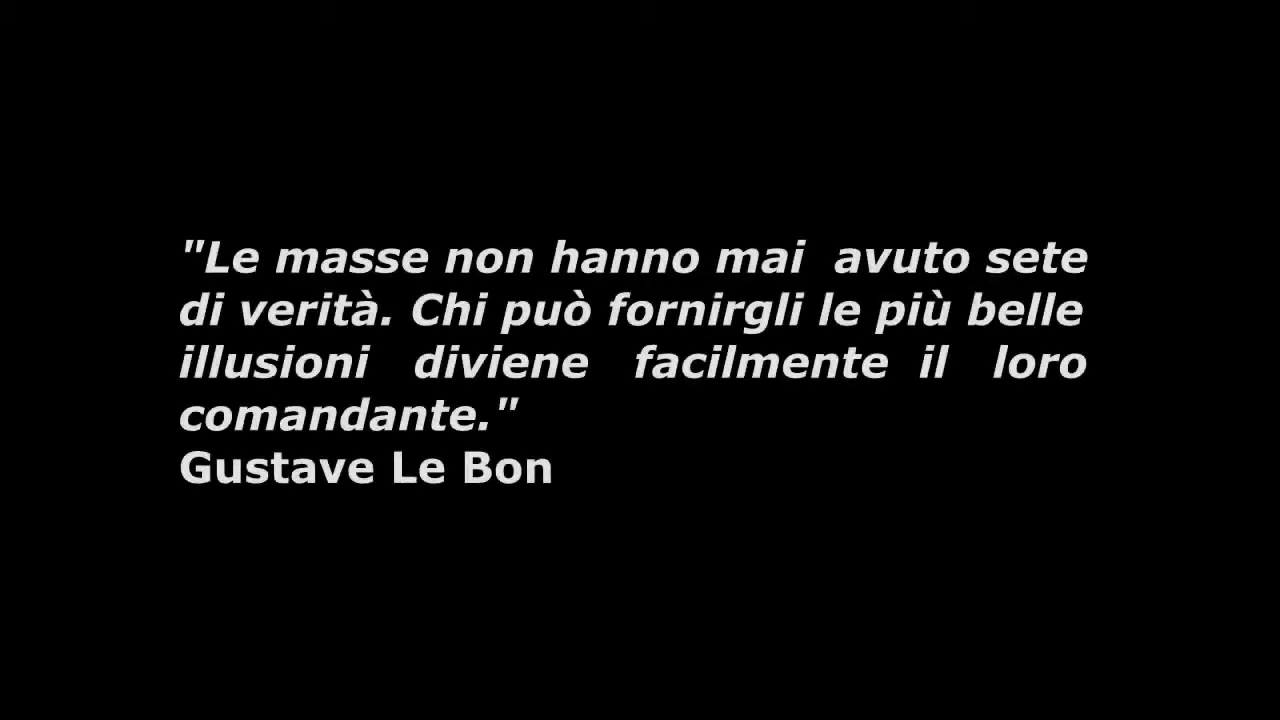 "Le masse non hanno mai avuto sete
di verità. Chi può fornirgli le più belle
illusioni diviene facilmente il loro
comandante."
Gustave Le Bon